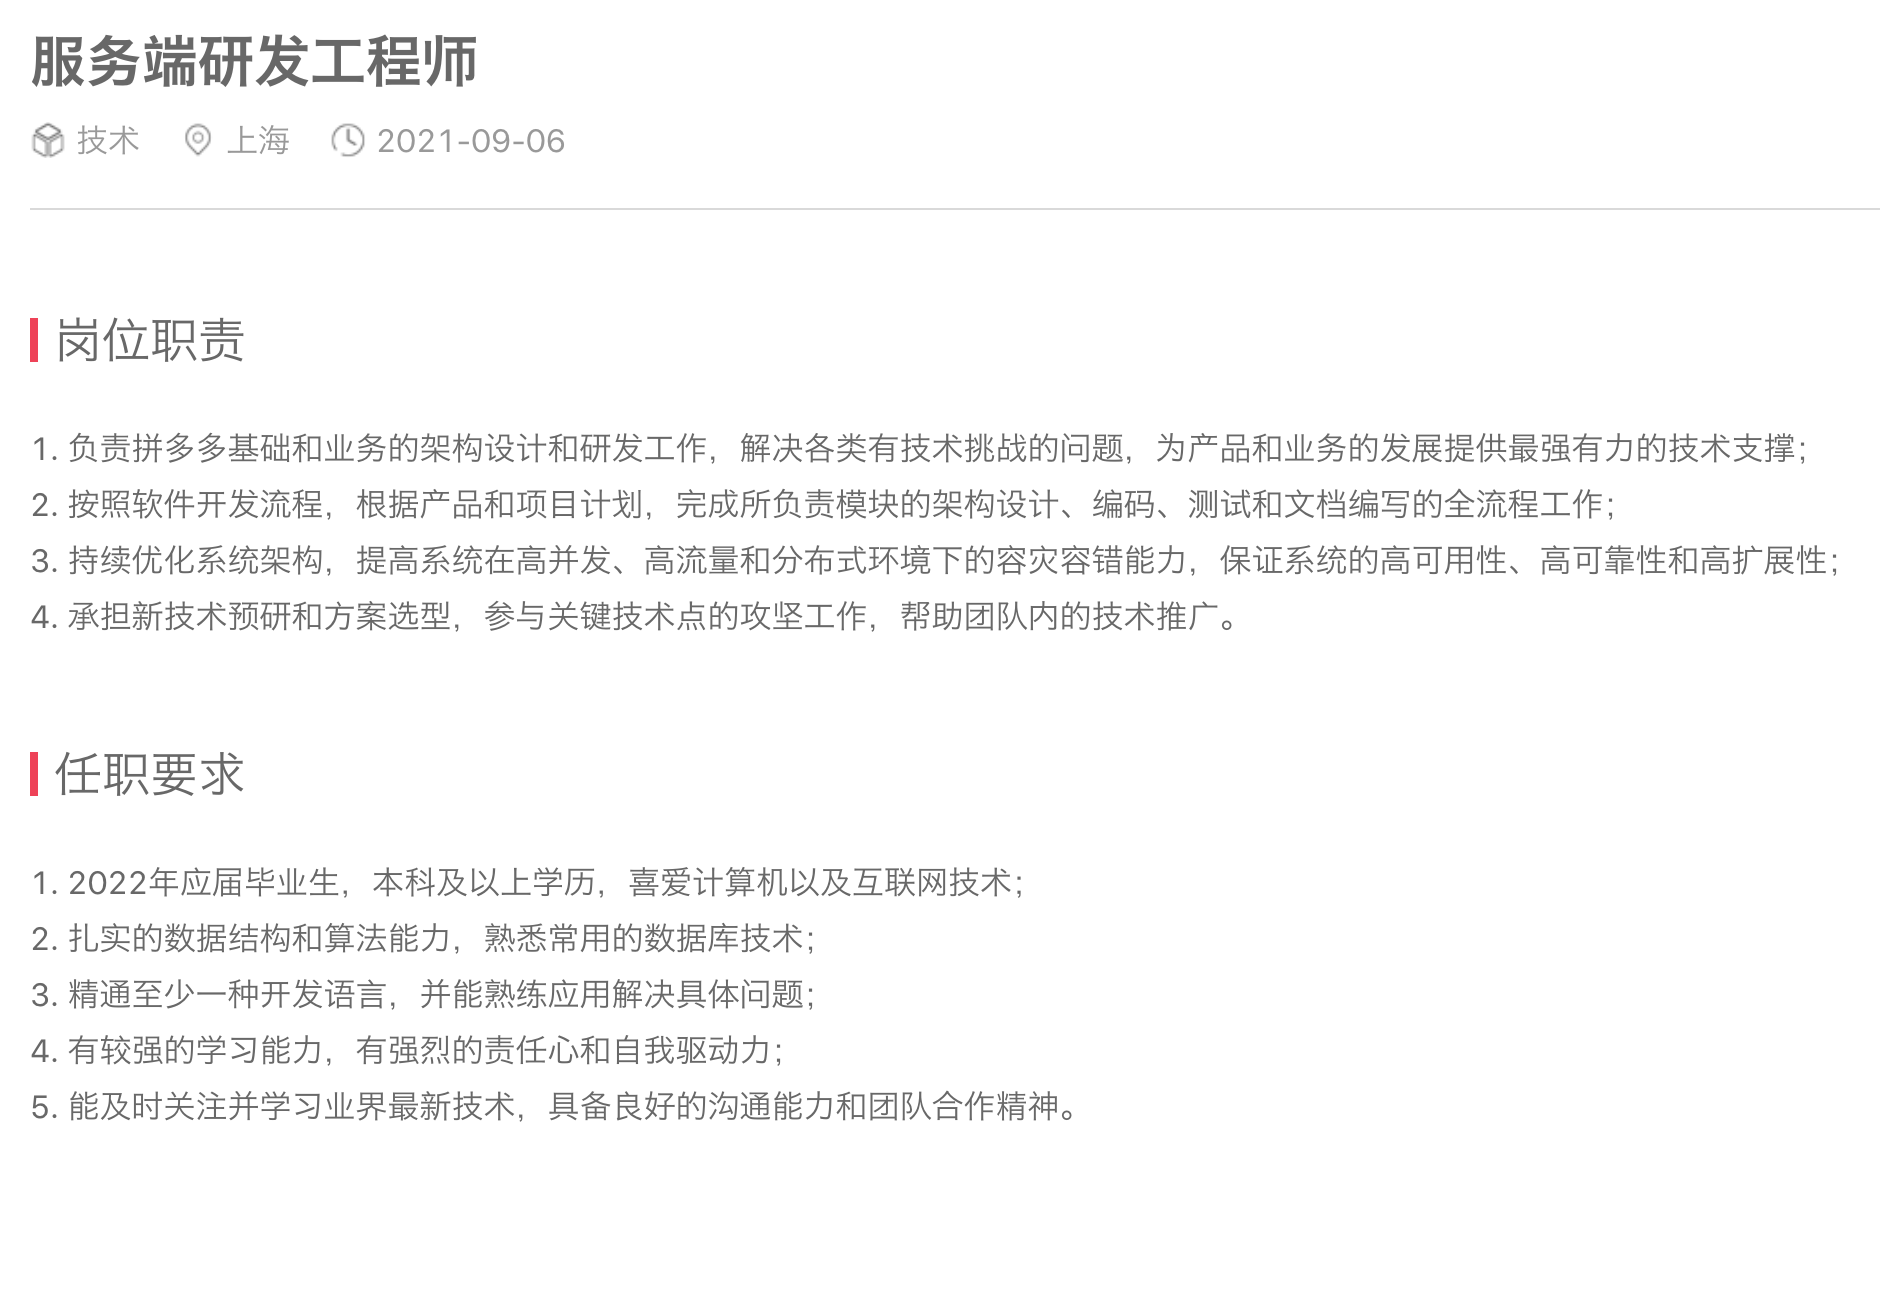 服务端研发工程师
技术 上海 2021-09-06
岗位职责
1. 负责拼多多基础和业务的架构设计和研发工作，解决各类有技术挑战的问题，为产品和业务的发展提供最强有力的技术支撑；
2. 按照软件开发流程，根据产品和项目计划，完成所负责模块的架构设计、编码、测试和文档编写的全流程工作；
3. 持续优化系统架构，提高系统在高并发、高流量和分布式环境下的容灾容错能力，保证系统的高可用性、高可靠性和高扩展性；
4. 承担新技术预研和方案选型，参与关键技术点的攻坚工作，帮助团队内的技术推广。
任职要求
1. 2022年应届毕业生，本科及以上学历，喜爱计算机以及互联网技术；
2. 扎实的数据结构和算法能力，熟悉常用的数据库技术；
3. 精通至少一种开发语言，并能熟练应用解决具体问题；
4. 有较强的学习能力，有强烈的责任心和自我驱动力；
5. 能及时关注并学习业界最新技术，具备良好的沟通能力和团队合作精神。